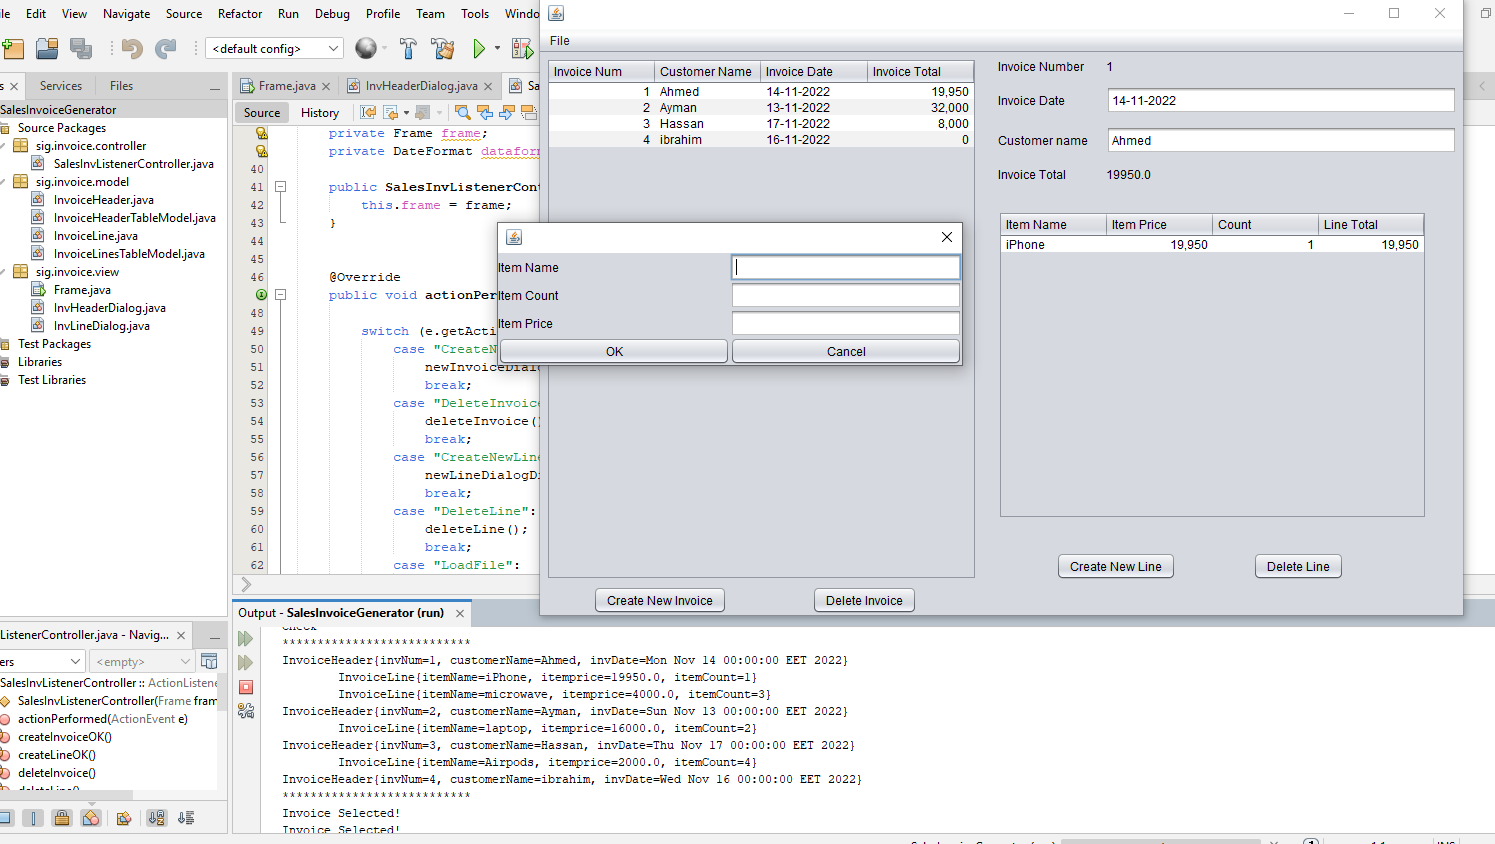 Edit View Navigate Source Refactor Run Debug Profile Team Tools
<default config>
Services Files
Frame.java InvHeaderDialog.java
Source History
SalesInvoiceGenerator
Source Packages
sig.invoice.controller
SalesInvListenerController.java
sig.invoice.model
InvoiceHeader.java
InvoiceHeaderTableModel.java
InvoiceLine.java
InvoiceLinesTableModel.java
sig.invoice.view
Frame.java
InvHeaderDialog.java
InvLineDialog.java
Test Packages
Libraries
Test Libraries
private Frame frame;
private DateFormat dataforn
40
41 public SalesInvListenerCont
42 this.frame = frame;
43 }
44
45
46 @Override
public void actionPer
48
49 switch (e.getActi
50 case "CreateN
51 newInvoiceDialo
52 break;
53 case "DeleteInvoice
54 deleteInvoice()
55 break;
56 case "CreateNewLine
57 newLineDialogDi
58 break;
59 case "DeleteLine":
60 deleteLine();
61 break;
62 case "LoadFile":
File
Invoice Num Customer Name Invoice Date Invoice Total
1 Ahmed 14-11-2022 19,950
2 Ayman 13-11-2022 32,000
3 Hassan 17-11-2022 8,000
4 ibrahim 16-11-2022 0
Invoice Number 1
Invoice Date 14-11-2022
Customer name Ahmed
Invoice Total 19950.0
Item Name Item Price Count Line Total
iPhone 19,950 1 19,950
Item Name
Item Count
Item Price
OK Cancel
Create New Line Delete Line
Create New Invoice Delete Invoice
Output - SalesInvoiceGenerator (run)
Check
***************************
InvoiceHeader{invNum=1, customerName=Ahmed, invDate=Mon Nov 14 00:00:00 EET 2022}
InvoiceLine{itemName=iPhone, itemprice=19950.0, itemCount=1}
InvoiceLine{itemName=microwave, itemprice=4000.0, itemCount=3}
InvoiceHeader{invNum=2, customerName=Ayman, invDate=Sun Nov 13 00:00:00 EET 2022}
InvoiceLine{itemName=laptop, itemprice=16000.0, itemCount=2}
InvoiceHeader{invNum=3, customerName=Hassan, invDate=Thu Nov 17 00:00:00 EET 2022}
InvoiceLine{itemName=Airpods, itemprice=2000.0, itemCount=4}
InvoiceHeader{invNum=4, customerName=ibrahim, invDate=Wed Nov 16 00:00:00 EET 2022}
***************************
Invoice Selected!
Invoice Selected!
ListenerController.java - Navig...
<empty>
SalesInvListenerController :: ActionListene
SalesInvListenerController(Frame fram
actionPerformed(ActionEvent e)
createInvoiceOK()
createLineOK()
deleteInvoice()
deleteLine()